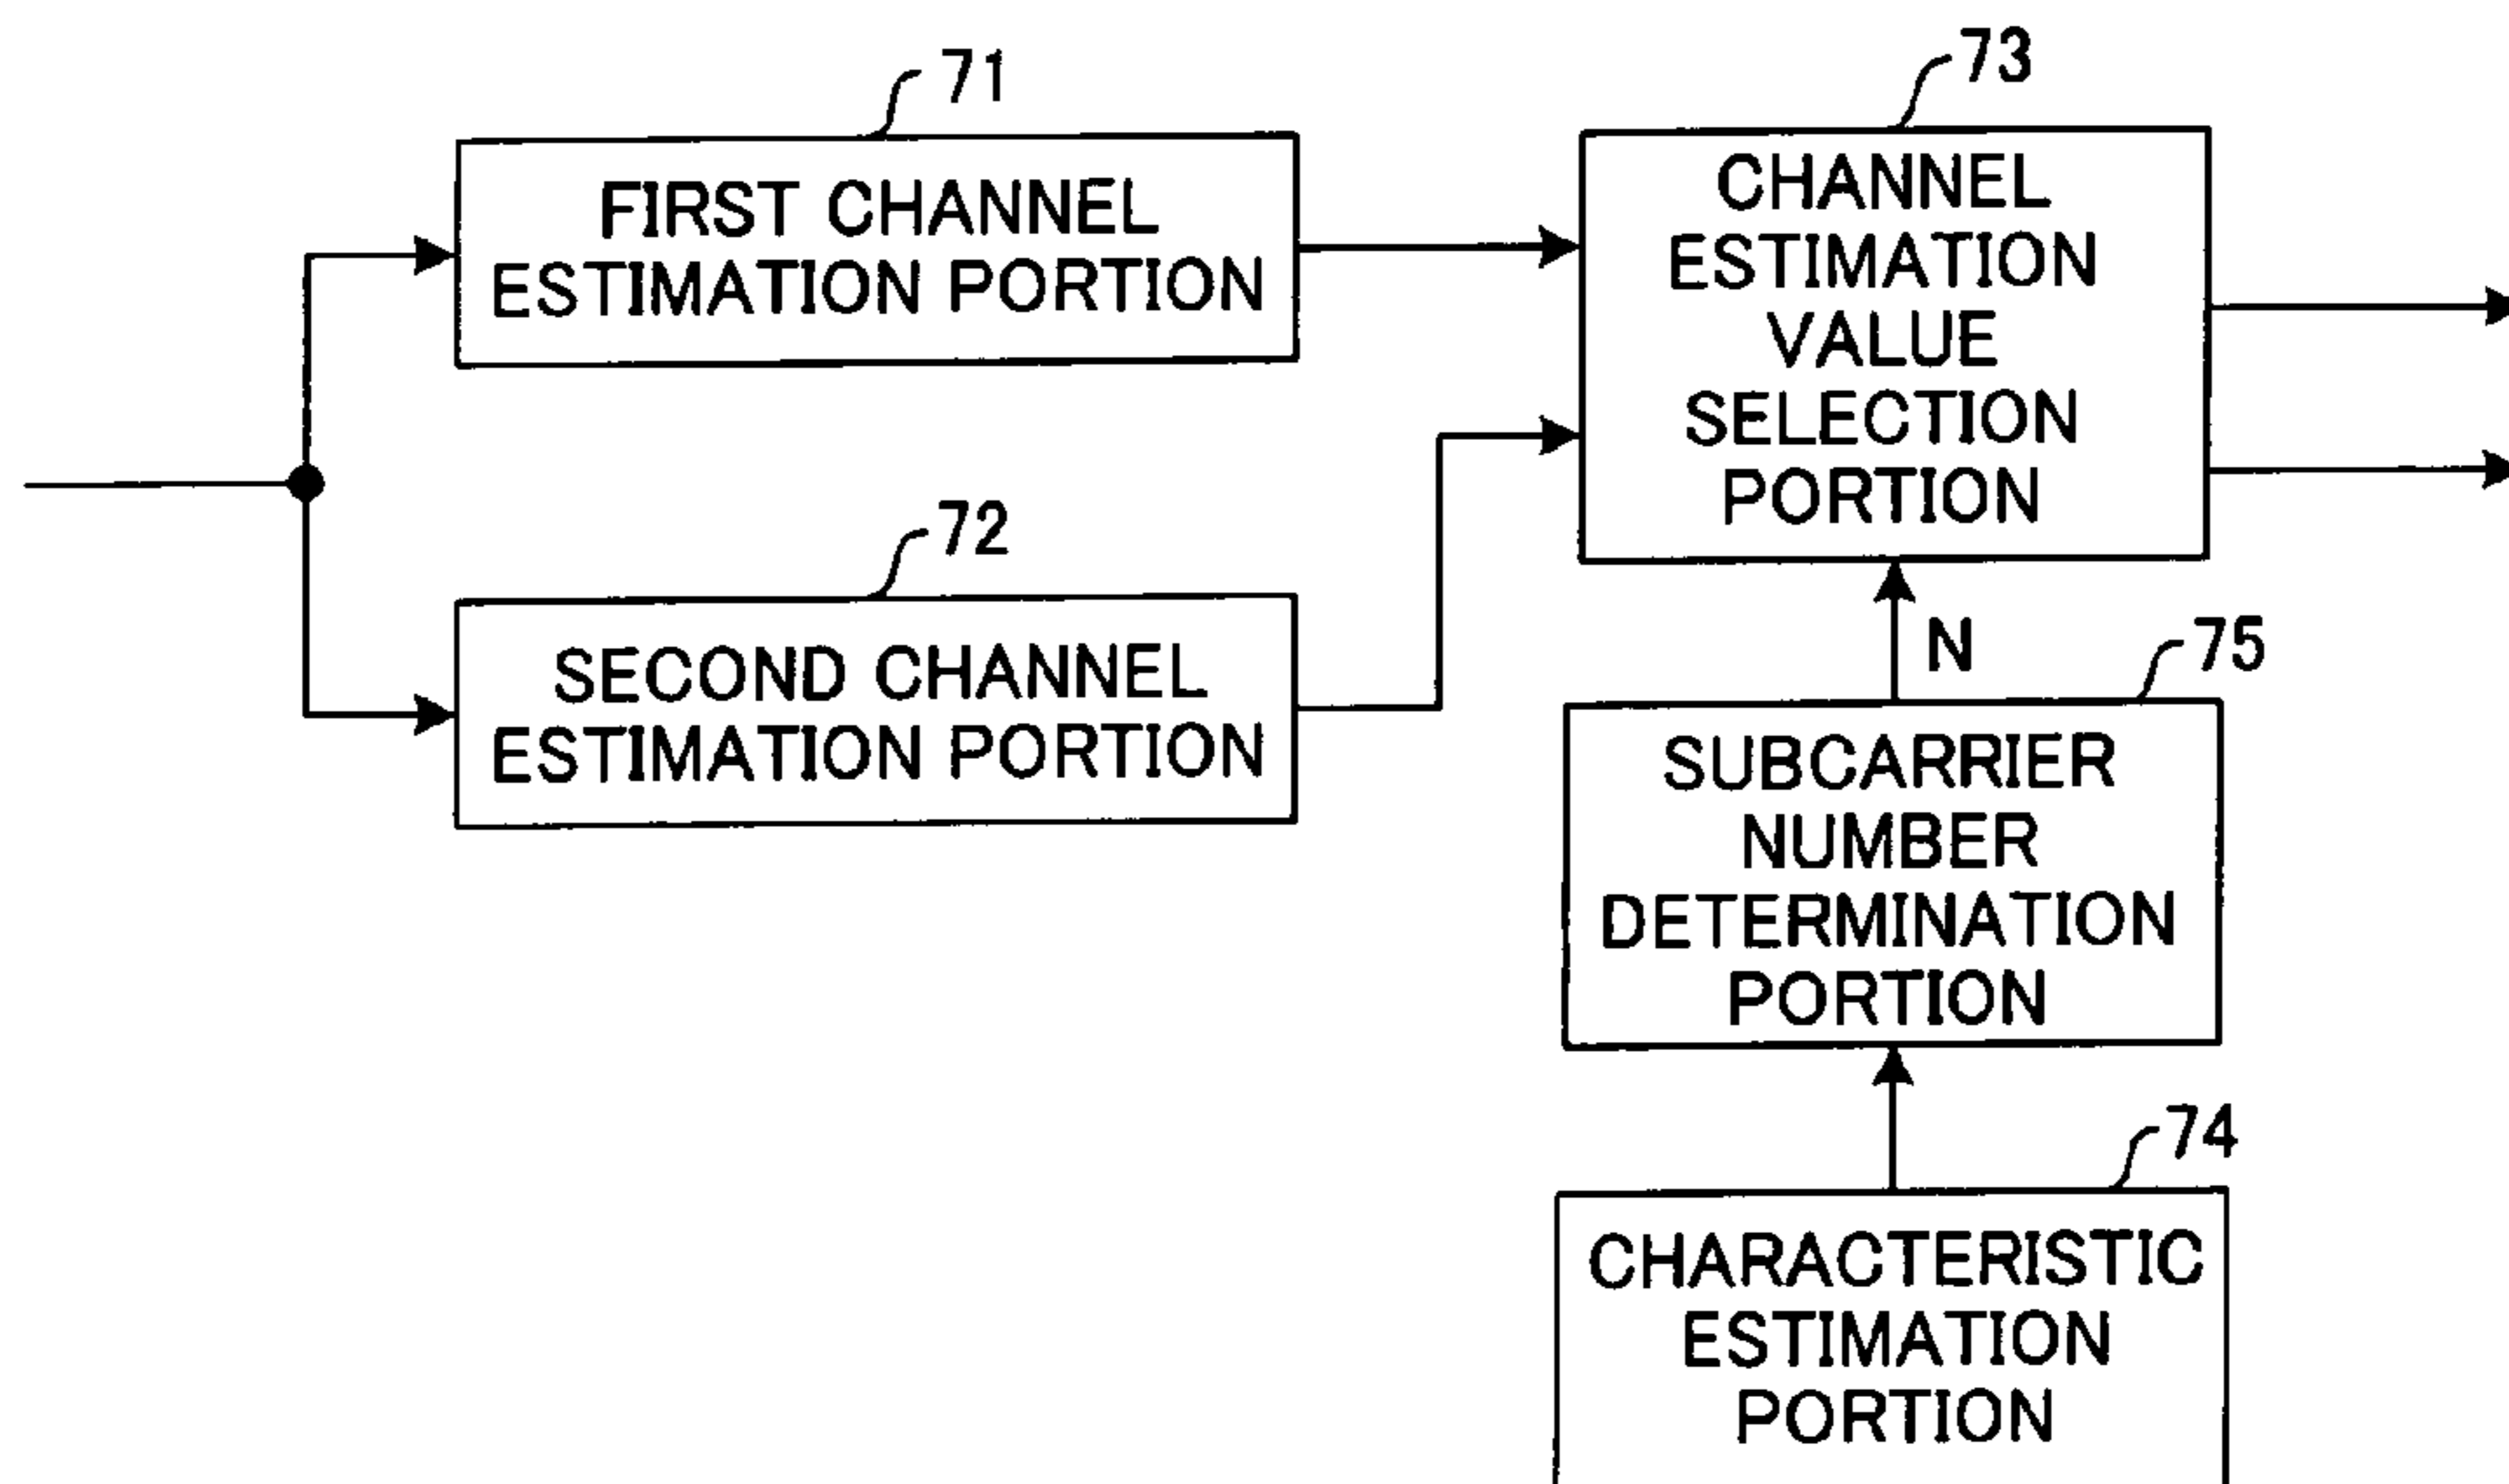 71
FIRST CHANNEL
ESTIMATION PORTION
72
SECOND CHANNEL
ESTIMATION PORTION
73
CHANNEL
ESTIMATION
VALUE
SELECTION
PORTION
N
75
SUBCARRIER
NUMBER
DETERMINATION
PORTION
74
CHARACTERISTIC
ESTIMATION
PORTION